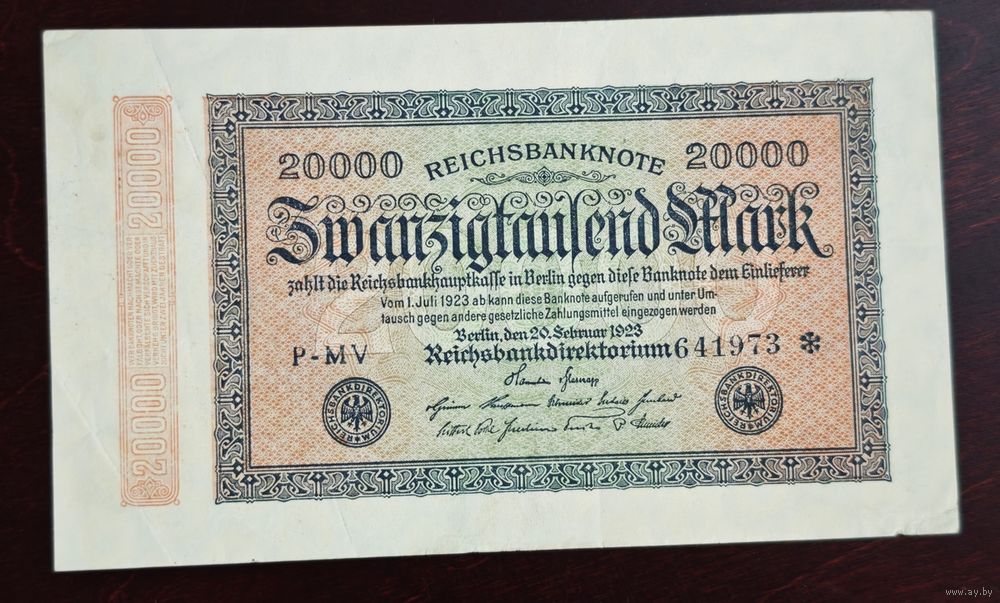 20000 REICHSBANKNOTE 20000
Zwanzigtausend Mark
zahlt die Reichsbankhauptkasse in Berlin gegen diese Banknote dem Einlieferer
Vom 1. Juli 1923 ab kann diese Banknote aufgerufen und unter Um-
tausch gegen andere gesetzliche Zahlungsmittel eingezogen werden
Berlin, den 20. Februar 1923
P-MV Reichsbankdirektorium 641973 *
REICHSBANKDIREKTORIUM
REICHSBANKDIREKTORIUM
20000
20000
www.ay.by